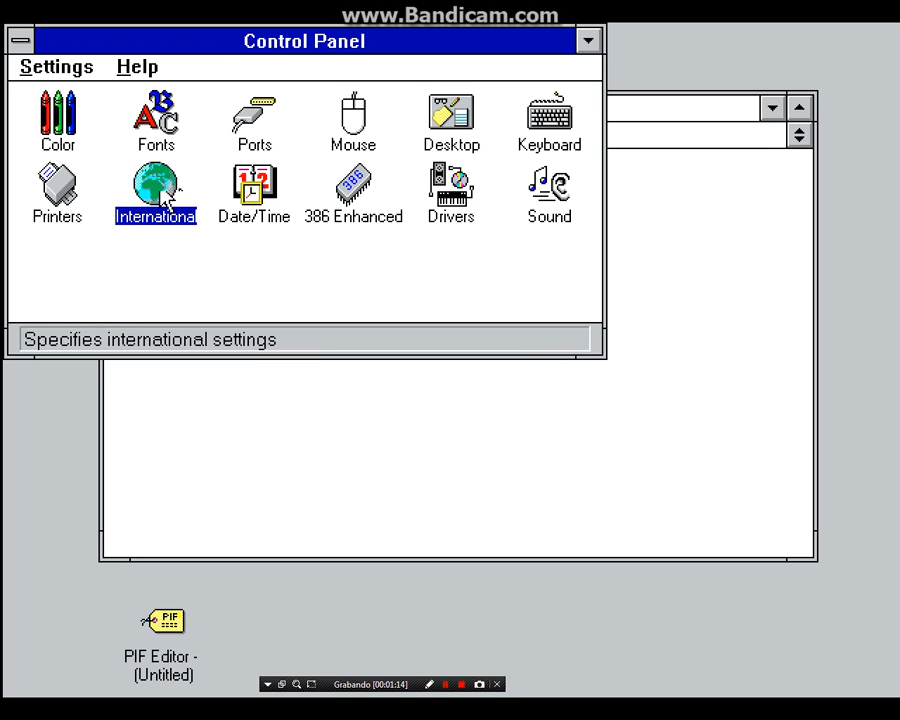 www.Bandicam.com
Control Panel
Settings Help
Color Fonts Ports Mouse Desktop Keyboard
Printers International Date/Time 386 Enhanced Drivers Sound
Specifies international settings
PIF Editor -
(Untitled)
Grabando [00:01:14]